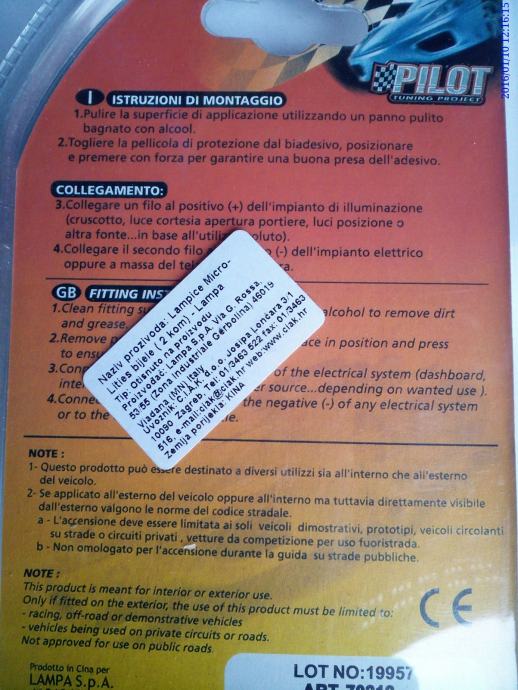 2016/01/10 12:16:15
PILOT
TUNING PROJECT
I ISTRUZIONI DI MONTAGGIO
1.Pulire la superficie di applicazione utilizzando un panno pulito
bagnato con alcool.
2.Togliere la pellicola di protezione dal biadesivo, posizionare
e premere con forza per garantire una buona presa dell'adesivo.
COLLEGAMENTO:
3.Collegare un filo al positivo (+) dell'impianto di illuminazione
(cruscotto, luce cortesia apertura portiere, luci posizione o
altra fonte...in base all'utili oluto).
4.Collegare il secondo filo (-) dell'impianto elettrico
oppure a massa del tel ra.
GB FITTING INS
1.Clean fitting su alcohol to remove dirt
and grease.
2.Remove p ace in position and press
to ensu
3.Conn of the electrical system (dashboard,
inte er source...depending on wanted use ).
4.Conne the negative (-) of any electrical system
or to the
Naziv proizvoda: Lampice Micro-
ities bijele ( 2 kom) - Lampa
Tip: otisnuto na proizvodu
Proizvođač: Lampa S.P.A. Via G. Rossa,
53/55 (Zona Industriale Gerbolina) 46019
Viadana, (MN) Italy
Uvoznik: C.I.A.K. d.o.o. Josipa Lončara 3/1
10090 Zagreb, Tel: 01/3463 522 fax: 01/3463
516, e-mail:ciak@ciak.hr web:www.ciak.hr
Zemlja porijekla: KINA
NOTE :
1- Questo prodotto può essere destinato a diversi utilizzi sia all'interno che all'esterno
del veicolo.
2- Se applicato all'esterno del veicolo oppure all'interno ma tuttavia direttamente visibile
dall'esterno valgono le norme del codice stradale.
a - L'accensione deve essere limitata ai soli veicoli dimostrativi, prototipi, veicoli circolanti
su strade o circuiti privati , vetture da competizione per uso fuoristrada.
b - Non omologato per l'accensione durante la guida su strade pubbliche.
NOTE :
This product is meant for interior or exterior use.
Only if fitted on the exterior, the use of this product must be limited to:
- racing, off-road or demonstrative vehicles
- vehicles being used on private circuits or roads.
Not approved for use on public roads
CE
Prodotto in Cina per
LAMPA S.p.A.
LOT NO:19957